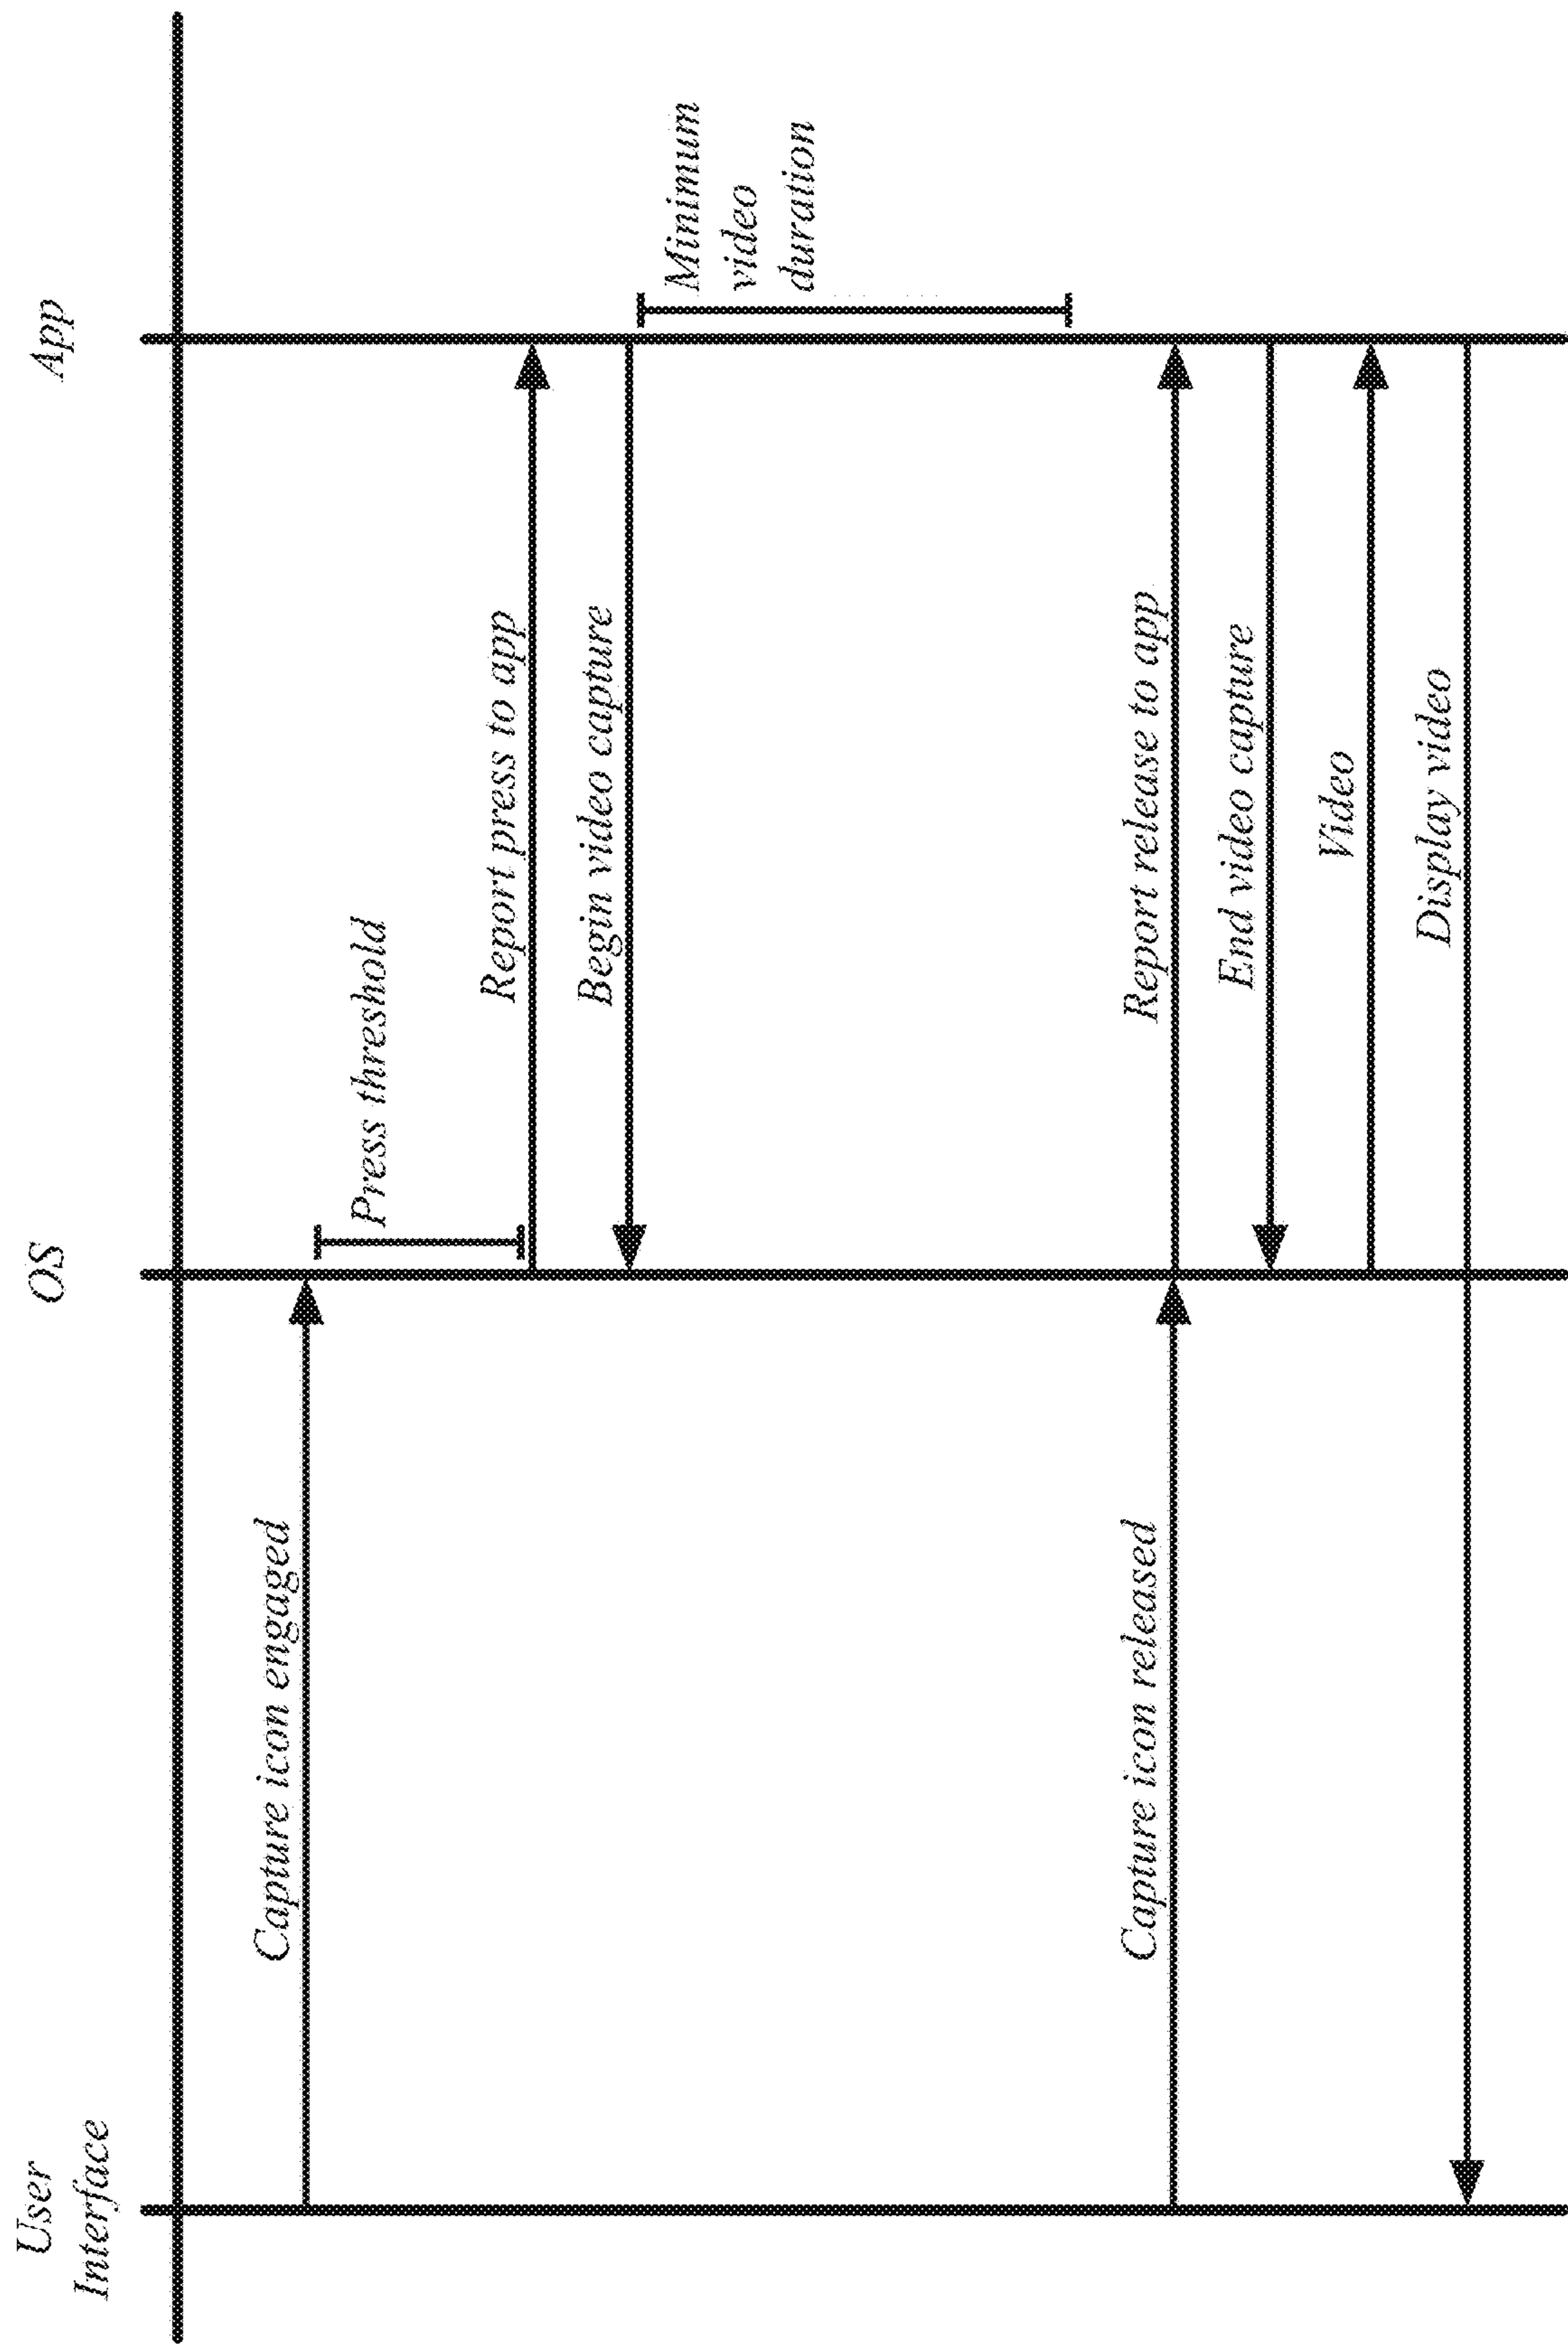 User
Interface
OS
App
Capture icon engaged
Press threshold
Report press to app
Begin video capture
Minimum
video
duration
Capture icon released
Report release to app
End video capture
Video
Display video